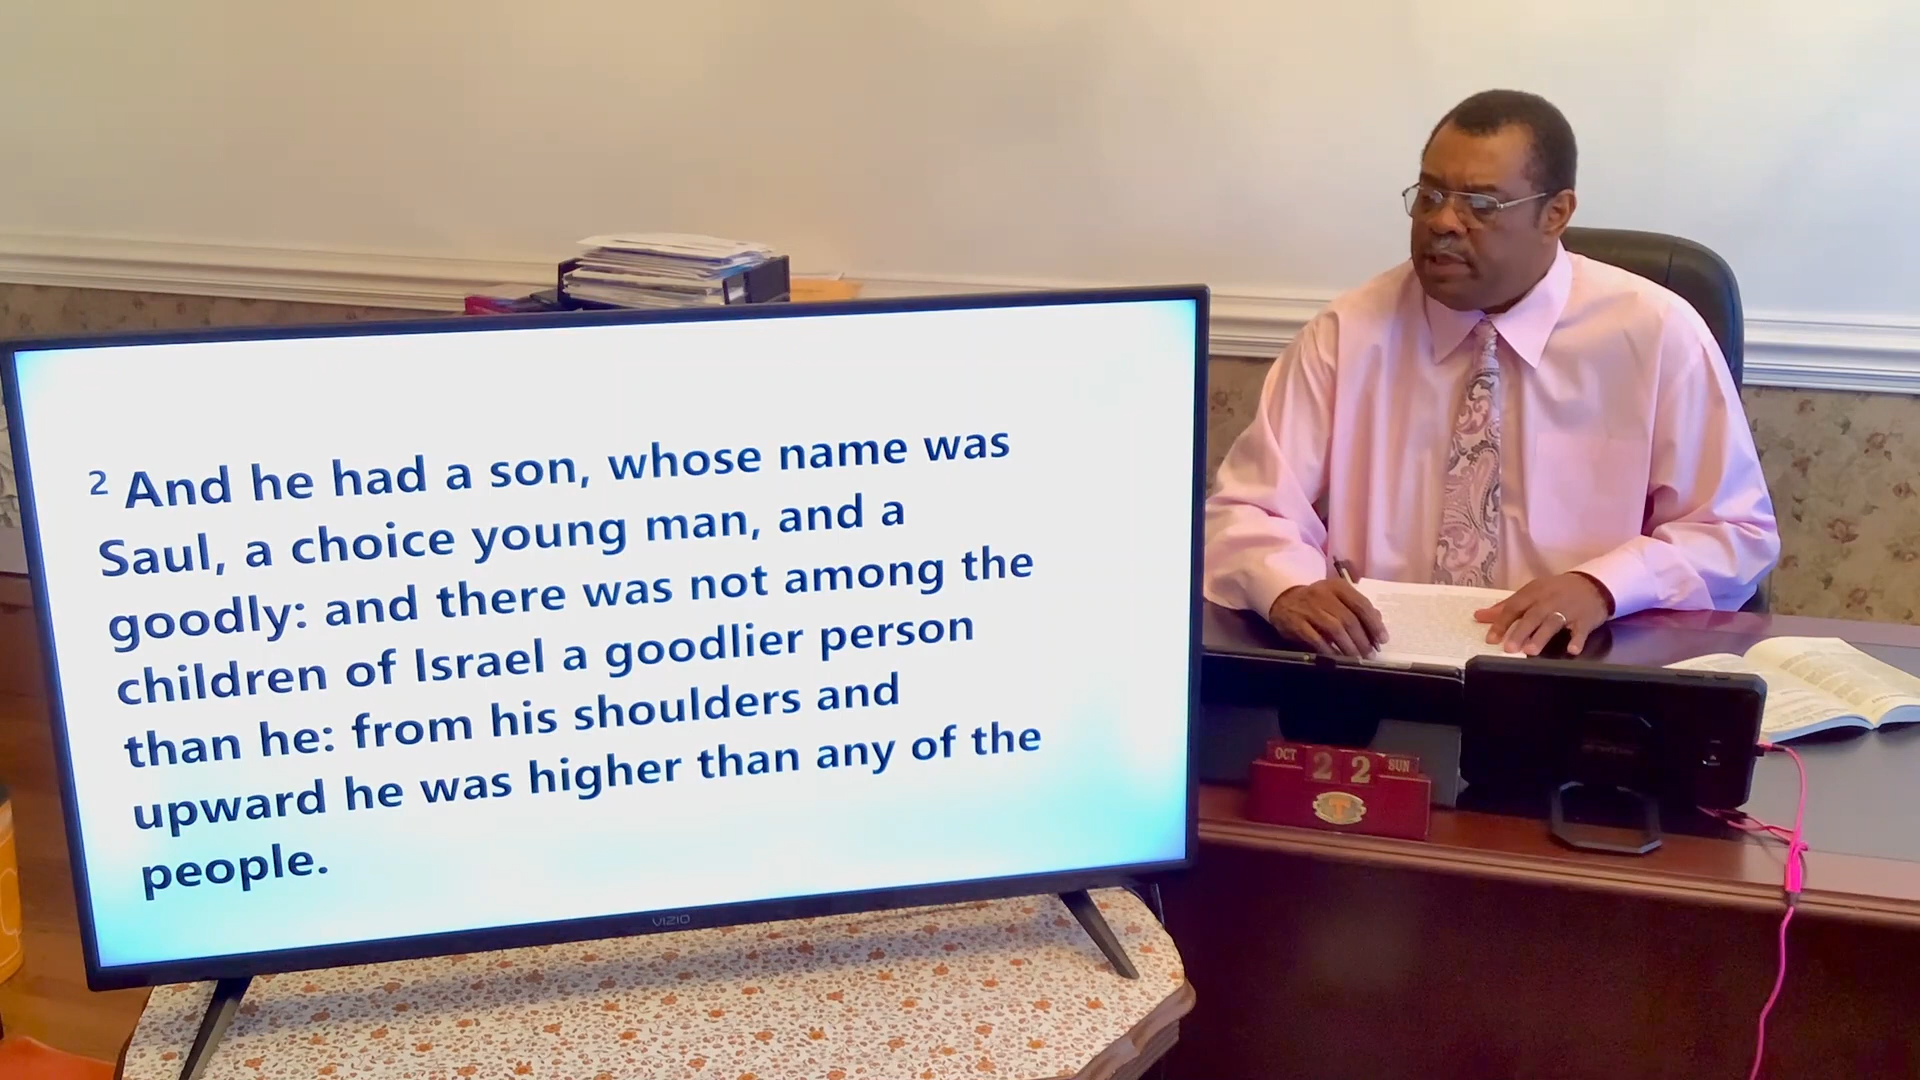 2 And he had a son, whose name was
Saul, a choice young man, and a
goodly: and there was not among the
children of Israel a goodlier person
than he: from his shoulders and
upward he was higher than any of the
people.
VIZIO
OCT 22 SUN
T